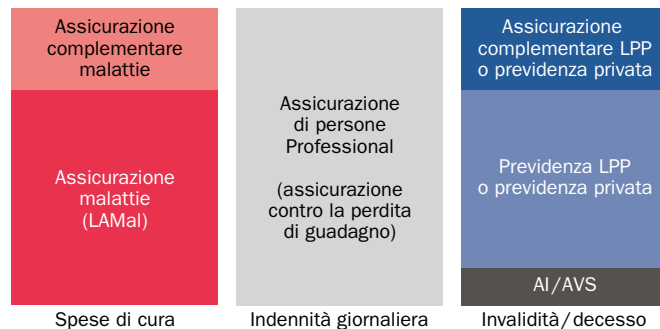 Assicurazione
complementare
malattie
Assicurazione
malattie
(LAMal)
Spese di cura
Assicurazione
di persone
Professional
(assicurazione
contro la perdita
di guadagno)
Indennità giornaliera
Assicurazione
complementare LPP
o previdenza privata
Previdenza LPP
o previdenza privata
AI/AVS
Invalidità/decesso